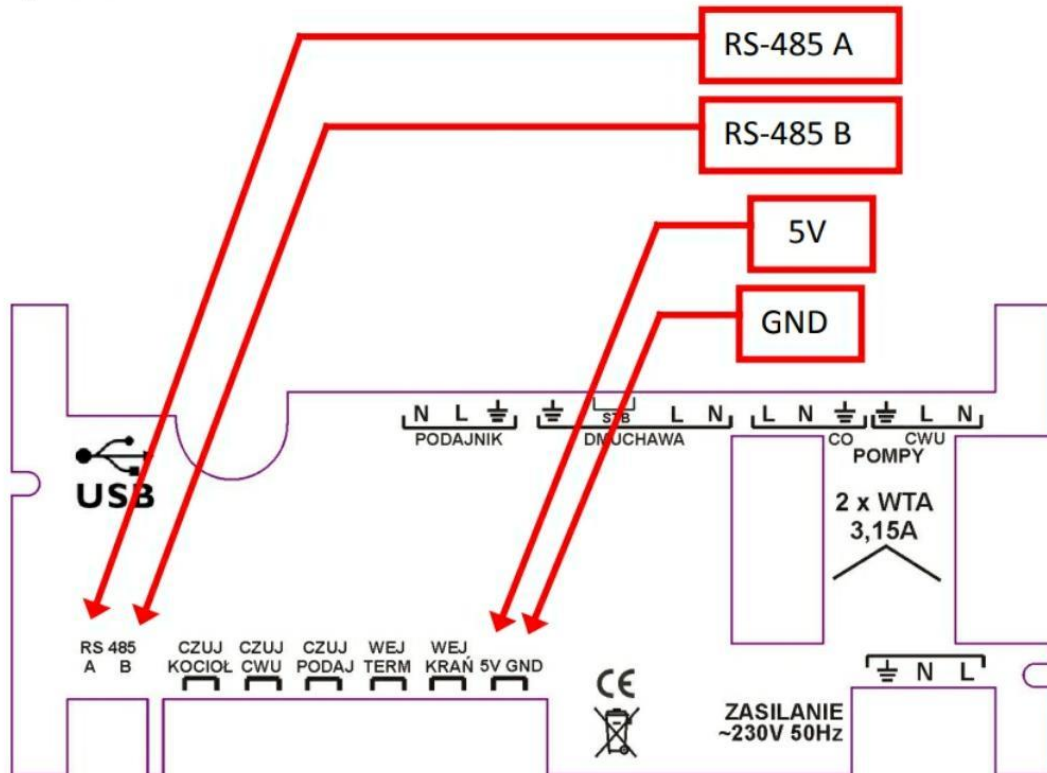 RS-485 A
RS-485 B
5V
GND
N L STB L N L N L N
PODAJNIK DMUCHAWA CO CWU
POMPY
USB
2 x WTA
3,15A
RS 485
A B
CZUJ KOCIOŁ
CZUJ CWU
CZUJ PODAJ
WEJ TERM
WEJ KRAŃ
5V GND
N L
CE
ZASILANIE
~230V 50Hz